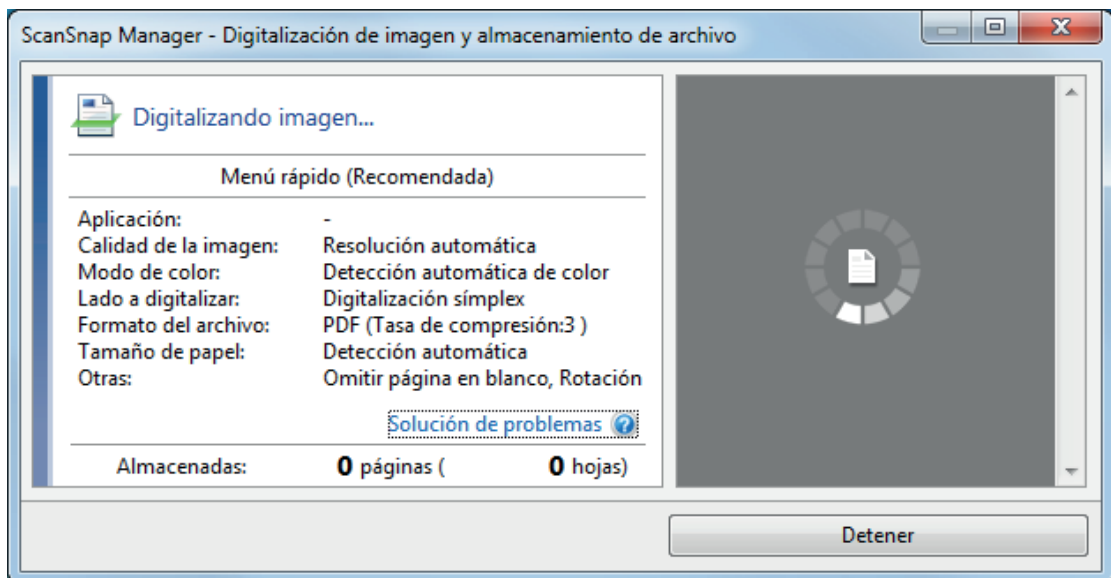 ScanSnap Manager - Digitalización de imagen y almacenamiento de archivo
Digitalizando imagen...
Menú rápido (Recomendada)
Aplicación: -
Calidad de la imagen: Resolución automática
Modo de color: Detección automática de color
Lado a digitalizar: Digitalización símplex
Formato del archivo: PDF (Tasa de compresión:3 )
Tamaño de papel: Detección automática
Otras: Omitir página en blanco, Rotación
Solución de problemas ?
Almacenadas: 0 páginas ( 0 hojas)
Detener